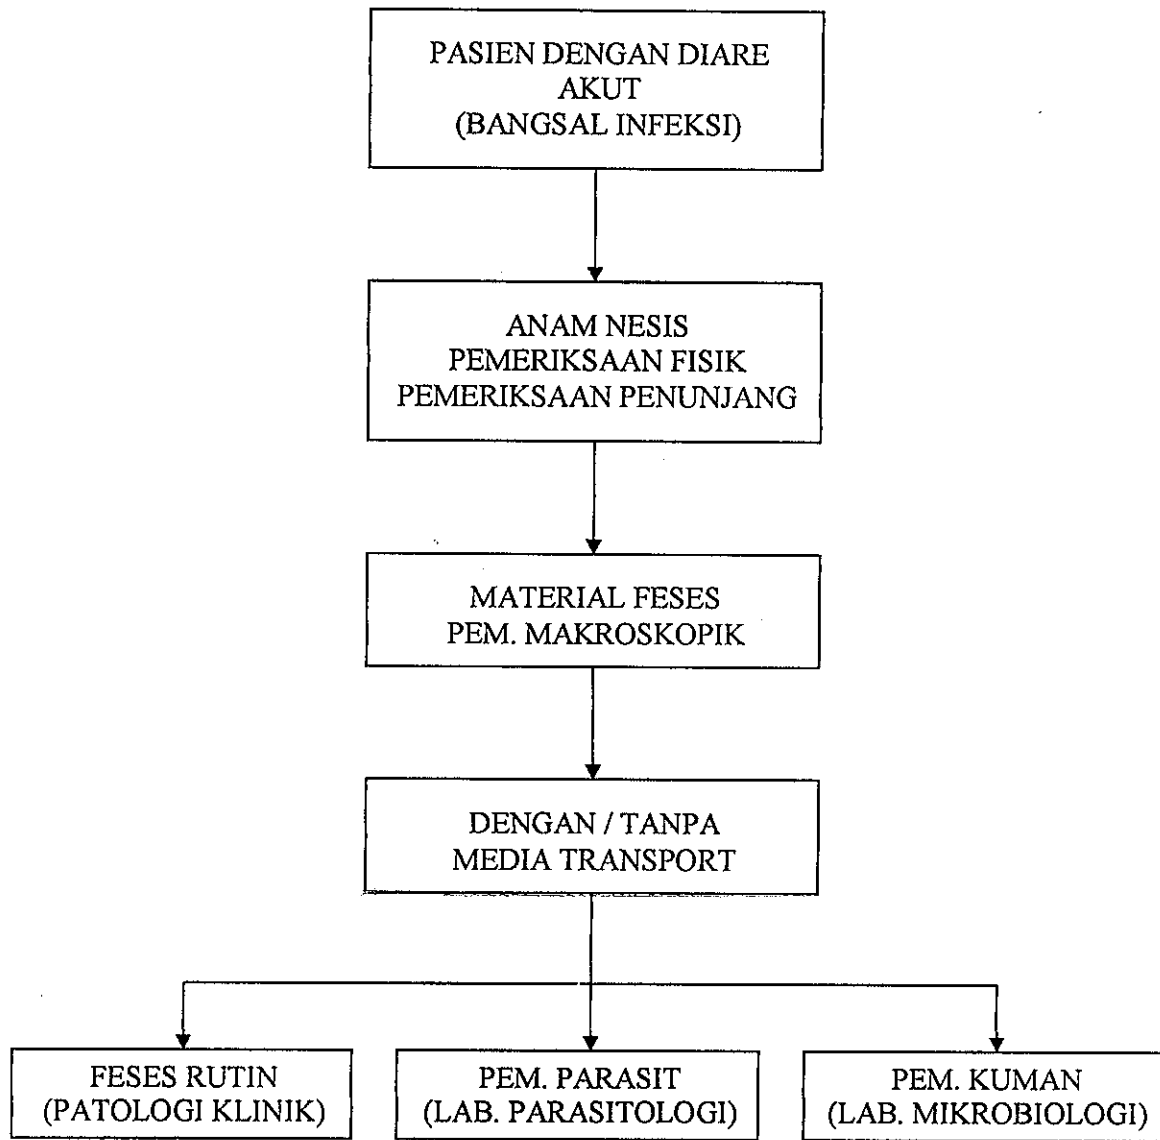 PASIEN DENGAN DIARE
AKUT
(BANGSAL INFEKSI)
ANAM NESIS
PEMERIKSAAN FISIK
PEMERIKSAAN PENUNJANG
MATERIAL FESES
PEM. MAKROSKOPIK
DENGAN / TANPA
MEDIA TRANSPORT
FESES RUTIN
(PATOLOGI KLINIK)
PEM. PARASIT
(LAB. PARASITOLOGI)
PEM. KUMAN
(LAB. MIKROBIOLOGI)